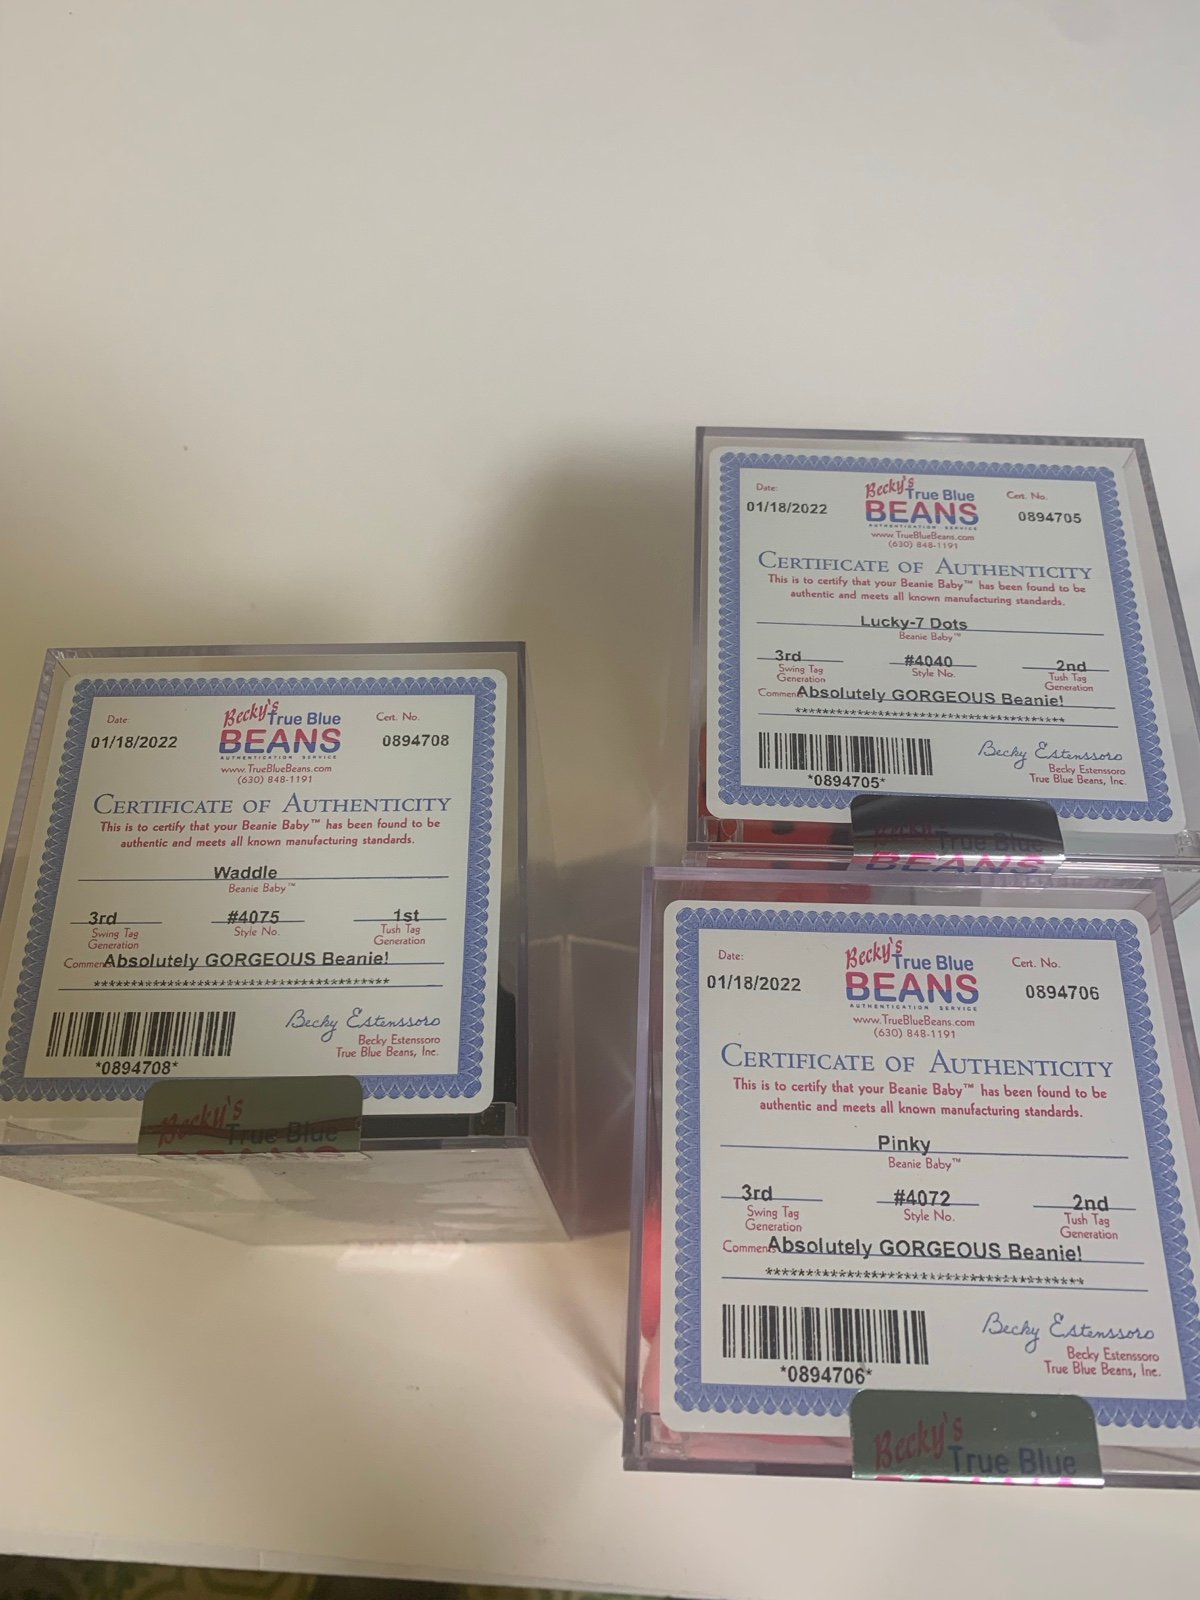 Date:
01/18/2022
Becky's
True Blue
BEANS
AUTHENTICATION SERVICE
www.TrueBlueBeans.com
(630) 848-1191
Cert. No.
0894705
CERTIFICATE OF AUTHENTICITY
This is to certify that your Beanie Baby™ has been found to be
authentic and meets all known manufacturing standards.
Lucky-7 Dots
Beanie Baby™
3rd #4040 2nd
Swing Tag Style No. Tush Tag
Generation Generation
Comments Absolutely GORGEOUS Beanie!
****************************************
*0894705*
Becky Estenssoro
Becky Estenssoro
True Blue Beans, Inc.
Becky's
True Blue
BEANS
Date:
01/18/2022
Becky's
True Blue
BEANS
AUTHENTICATION SERVICE
www.TrueBlueBeans.com
(630) 848-1191
Cert. No.
0894708
CERTIFICATE OF AUTHENTICITY
This is to certify that your Beanie Baby™ has been found to be
authentic and meets all known manufacturing standards.
Waddle
Beanie Baby™
3rd #4075 1st
Swing Tag Style No. Tush Tag
Generation Generation
Comments Absolutely GORGEOUS Beanie!
****************************************
*0894708*
Becky Estenssoro
Becky Estenssoro
True Blue Beans, Inc.
Becky's
True Blue
BEANS
Date:
01/18/2022
Becky's
True Blue
BEANS
AUTHENTICATION SERVICE
www.TrueBlueBeans.com
(630) 848-1191
Cert. No.
0894706
CERTIFICATE OF AUTHENTICITY
This is to certify that your Beanie Baby™ has been found to be
authentic and meets all known manufacturing standards.
Pinky
Beanie Baby™
3rd #4072 2nd
Swing Tag Style No. Tush Tag
Generation Generation
Comments Absolutely GORGEOUS Beanie!
****************************************
*0894706*
Becky Estenssoro
Becky Estenssoro
True Blue Beans, Inc.
Becky's
True Blue